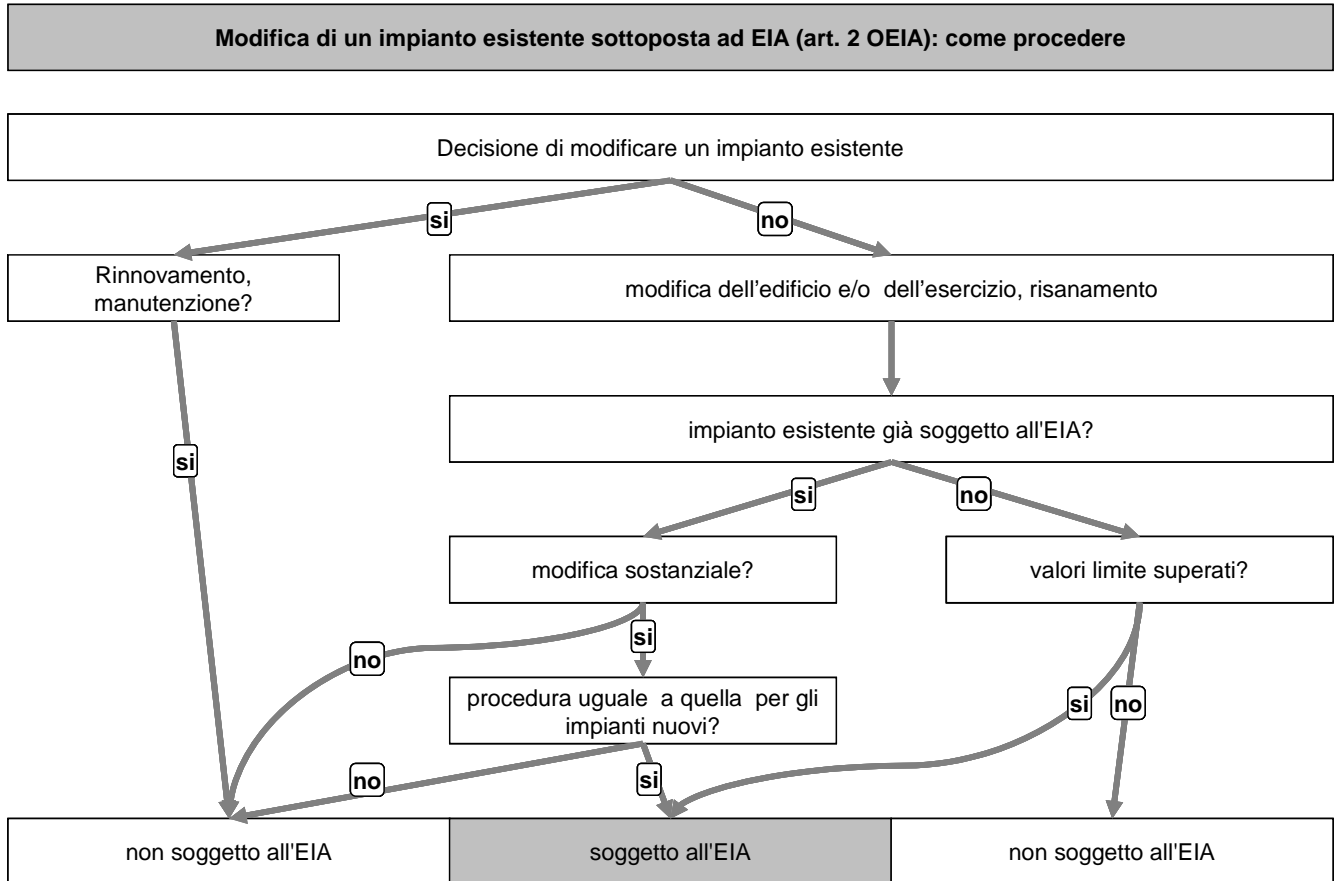 Modifica di un impianto esistente sottoposta ad EIA (art. 2 OEIA): come procedere
Decisione di modificare un impianto esistente
si
no
Rinnovamento,
manutenzione?
modifica dell'edificio e/o dell'esercizio, risanamento
impianto esistente già soggetto all'EIA?
si
si
no
modifica sostanziale?
valori limite superati?
si
no
procedura uguale a quella per gli
impianti nuovi?
si
no
no
si
non soggetto all'EIA
soggetto all'EIA
non soggetto all'EIA